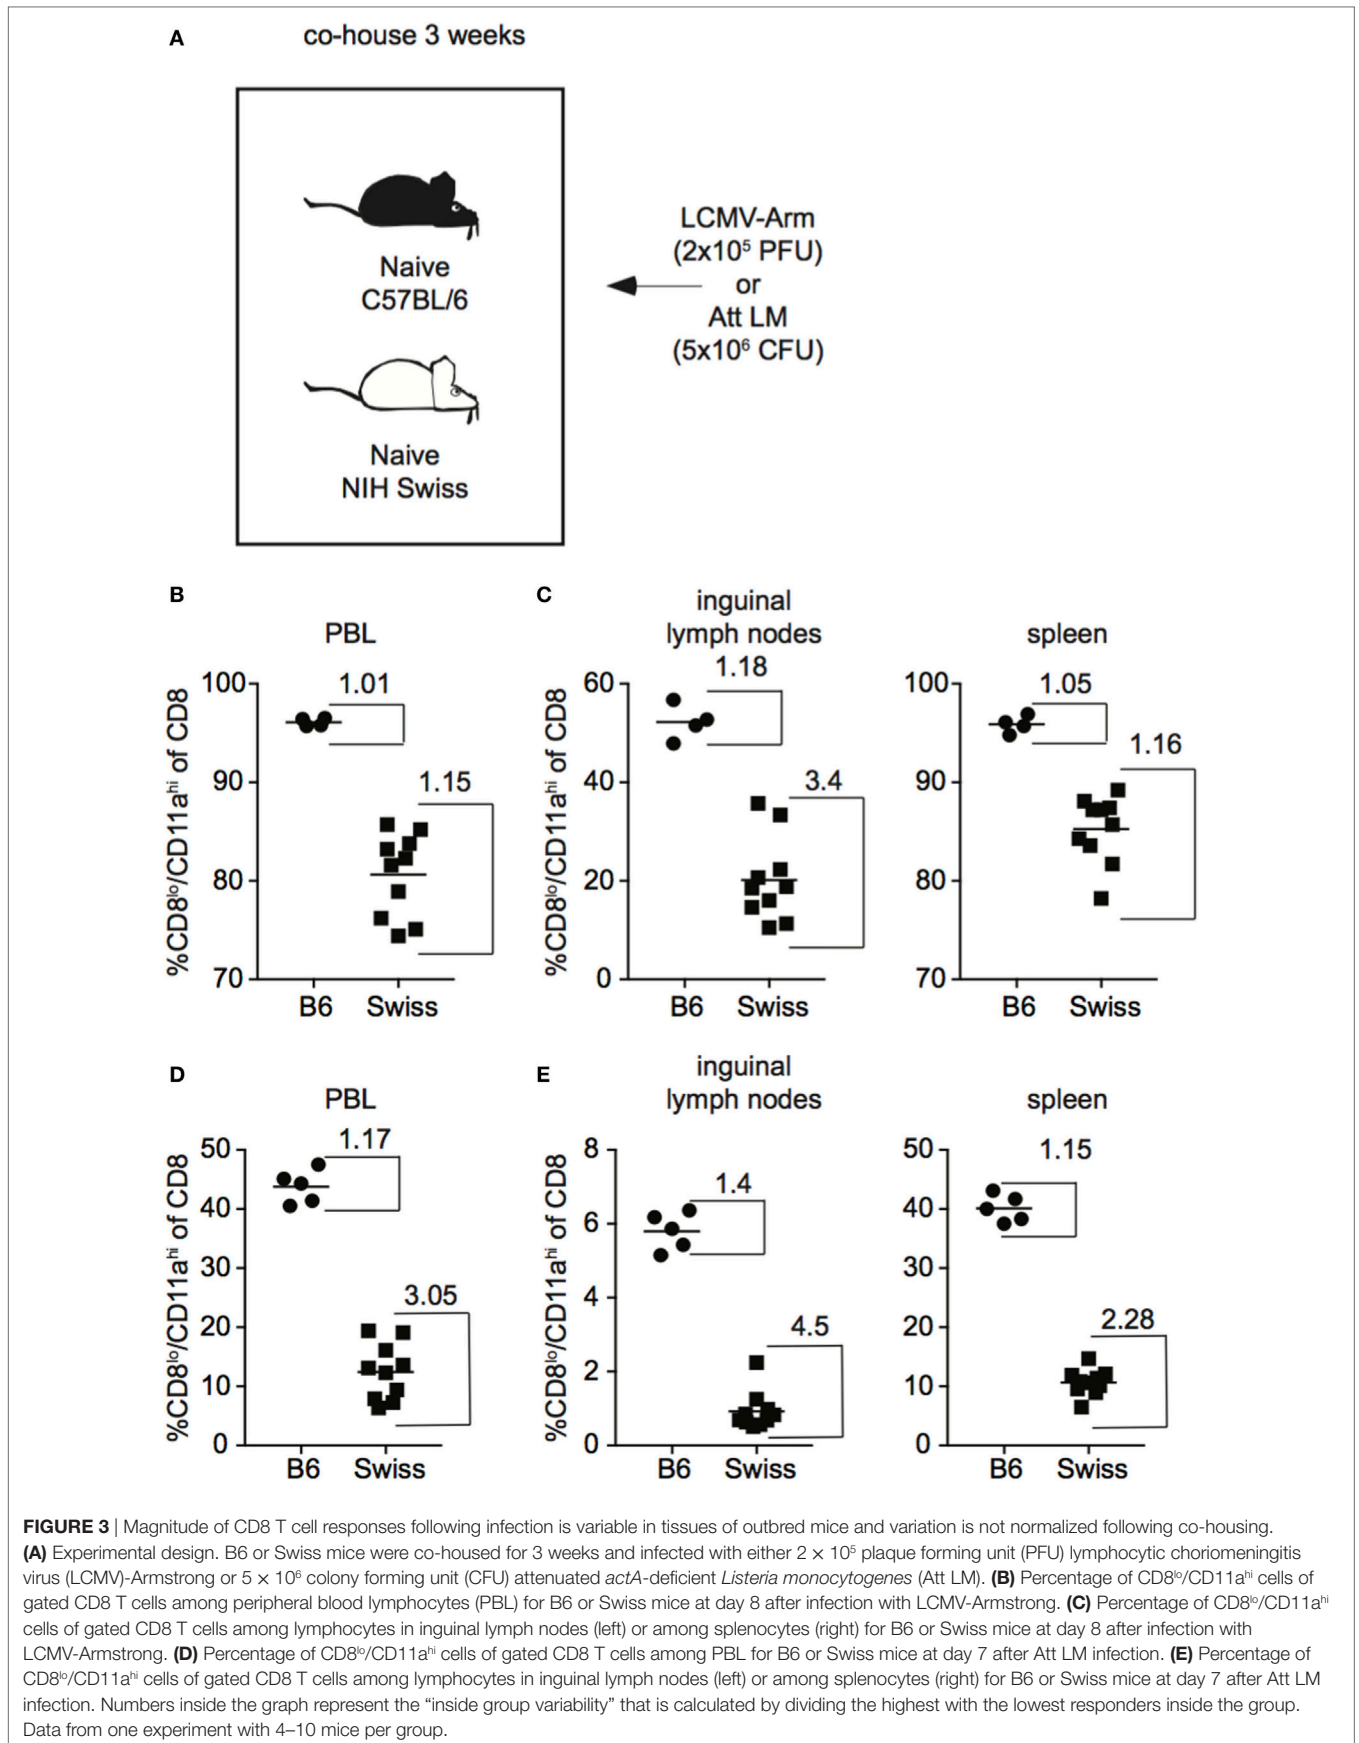 A
co-house 3 weeks
Naive
C57BL/6
Naive
NIH Swiss
LCMV-Arm
(2x10⁵ PFU)
or
Att LM
(5x10⁶ CFU)
B
PBL
%CD8ˡᵒ/CD11aʰⁱ of CD8
100
90
80
70
1.01
1.15
B6
Swiss
C
inguinal
lymph nodes
%CD8ˡᵒ/CD11aʰⁱ of CD8
60
40
20
0
1.18
3.4
B6
Swiss
spleen
100
90
80
70
1.05
1.16
B6
Swiss
D
PBL
%CD8ˡᵒ/CD11aʰⁱ of CD8
50
40
30
20
10
0
1.17
3.05
B6
Swiss
E
inguinal
lymph nodes
%CD8ˡᵒ/CD11aʰⁱ of CD8
8
6
4
2
0
1.4
4.5
B6
Swiss
spleen
50
40
30
20
10
0
1.15
2.28
B6
Swiss
FIGURE 3 | Magnitude of CD8 T cell responses following infection is variable in tissues of outbred mice and variation is not normalized following co-housing.
(A) Experimental design. B6 or Swiss mice were co-housed for 3 weeks and infected with either 2 × 10⁵ plaque forming unit (PFU) lymphocytic choriomeningitis
virus (LCMV)-Armstrong or 5 × 10⁶ colony forming unit (CFU) attenuated actA-deficient Listeria monocytogenes (Att LM). (B) Percentage of CD8ˡᵒ/CD11aʰⁱ cells of
gated CD8 T cells among peripheral blood lymphocytes (PBL) for B6 or Swiss mice at day 8 after infection with LCMV-Armstrong. (C) Percentage of CD8ˡᵒ/CD11aʰⁱ
cells of gated CD8 T cells among lymphocytes in inguinal lymph nodes (left) or among splenocytes (right) for B6 or Swiss mice at day 8 after infection with
LCMV-Armstrong. (D) Percentage of CD8ˡᵒ/CD11aʰⁱ cells of gated CD8 T cells among PBL for B6 or Swiss mice at day 7 after Att LM infection. (E) Percentage of
CD8ˡᵒ/CD11aʰⁱ cells of gated CD8 T cells among lymphocytes in inguinal lymph nodes (left) or among splenocytes (right) for B6 or Swiss mice at day 7 after Att LM
infection. Numbers inside the graph represent the “inside group variability” that is calculated by dividing the highest with the lowest responders inside the group.
Data from one experiment with 4–10 mice per group.